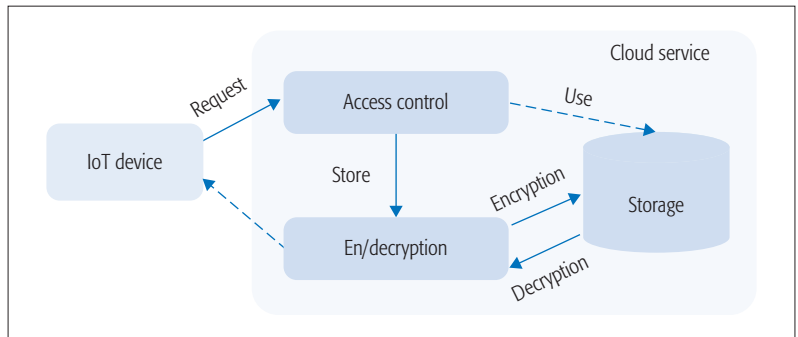 Cloud service
Request
Access control
Use
IoT device
Store
Encryption
Storage
En/decryption
Decryption